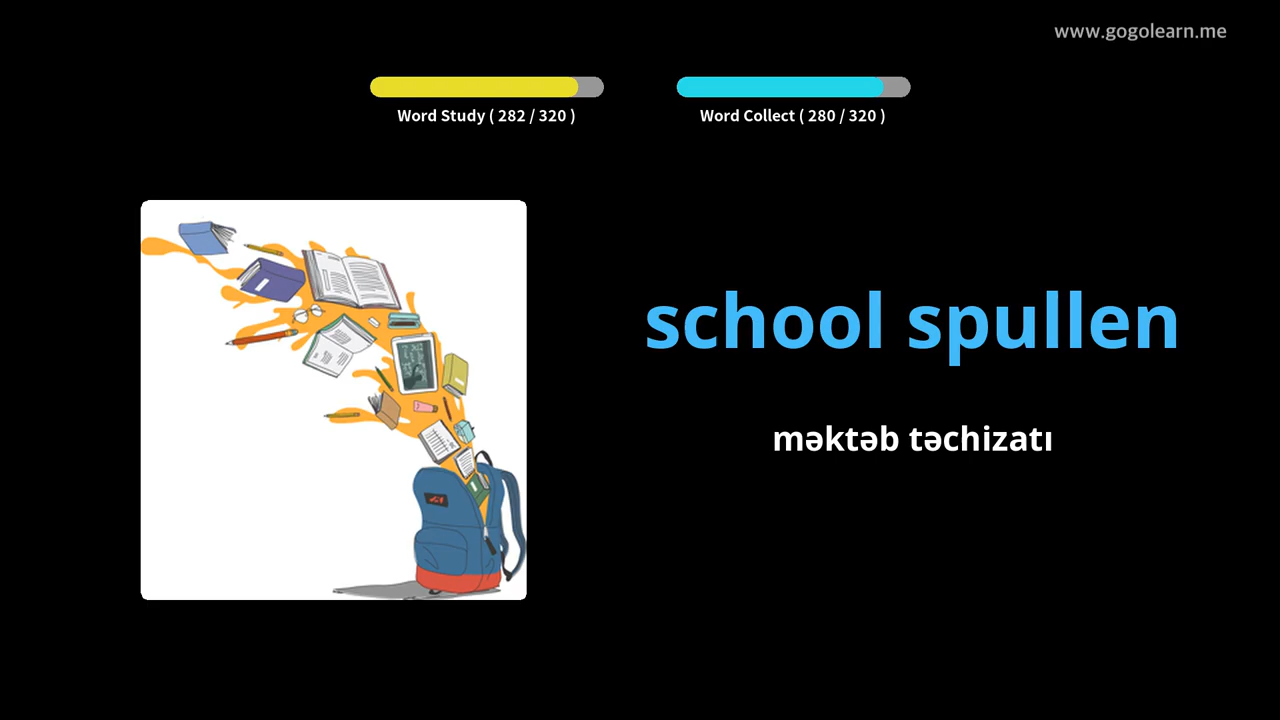 www.gogolearn.me
Word Study ( 282 / 320 )
Word Collect ( 280 / 320 )
school spullen
məktəb təchizatı